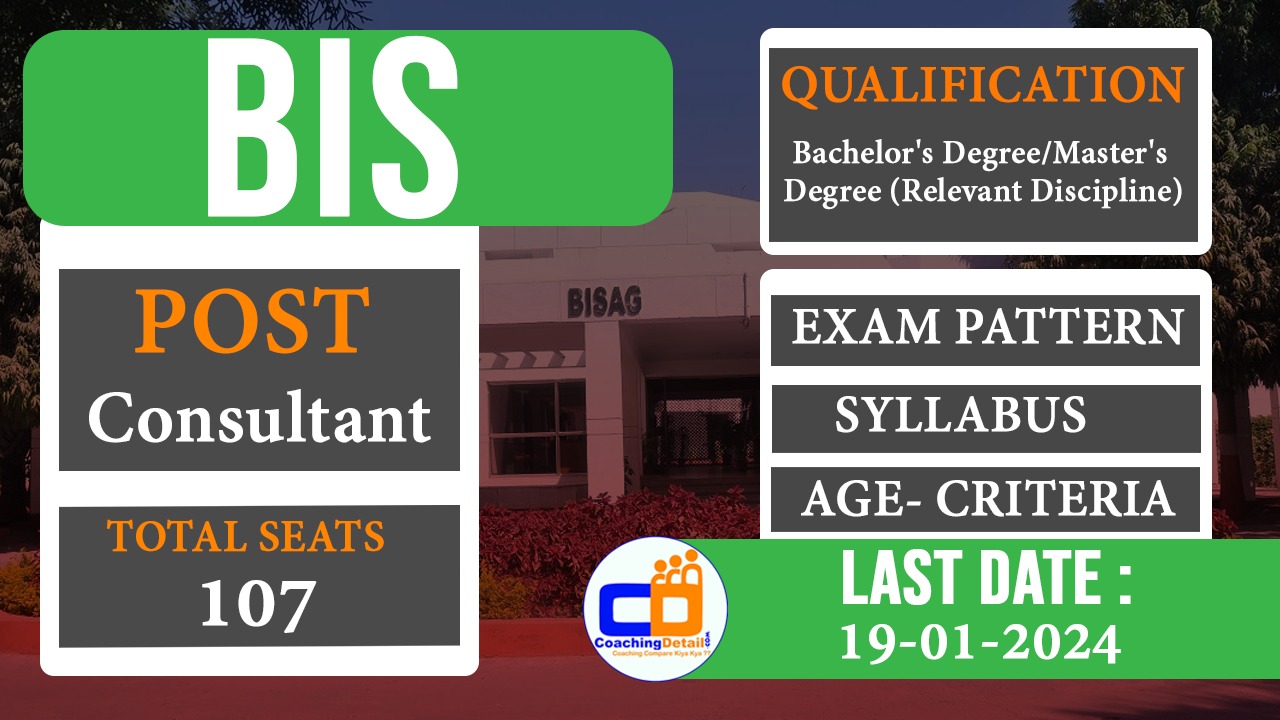 BIS
POST
Consultant
TOTAL SEATS
107
BISAG
QUALIFICATION
Bachelor's Degree/Master's
Degree (Relevant Discipline)
EXAM PATTERN
SYLLABUS
AGE- CRITERIA
LAST DATE :
19-01-2024
CoachingDetail.com
Coaching Compare Kiya Kya ??